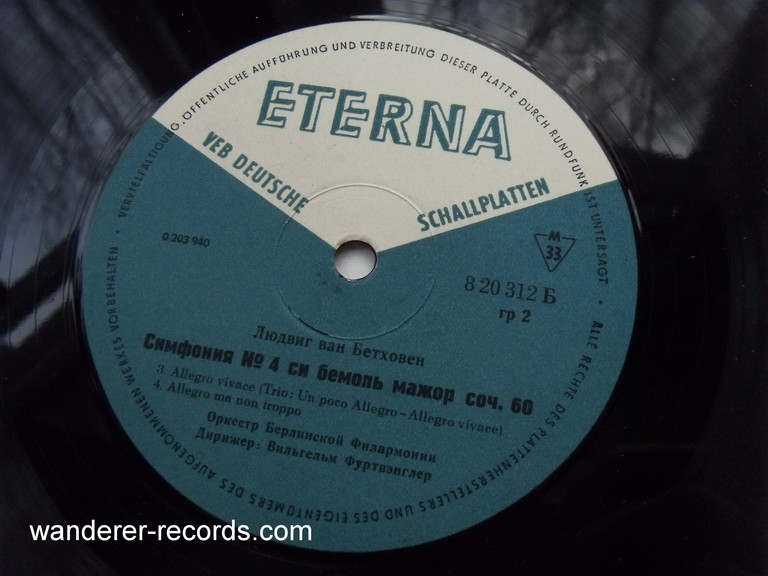 ALLE RECHTE DES PLATTENHERSTELLERS UND DES EIGENTÜMERS DES AUFGENOMMENEN WERKES VORBEHALTEN • VERVIELFÄLTIGUNG, ÖFFENTLICHE AUFFÜHRUNG UND VERBREITUNG DIESER PLATTE DURCH RUNDFUNK IST UNTERSAGT •
ETERNA
VEB DEUTSCHE SCHALLPLATTEN
0 203 940
M
33
8 20 312 Б
гр 2
Людвиг ван Бетховен
Симфония № 4 си бемоль мажор соч. 60
3. Allegro vivace (Trio: Un poco Allegro – Allegro vivace)
4. Allegro ma non troppo
Оркестр Берлинской Филармонии
Дирижер: Вильгельм Фуртвэнглер
wanderer-records.com